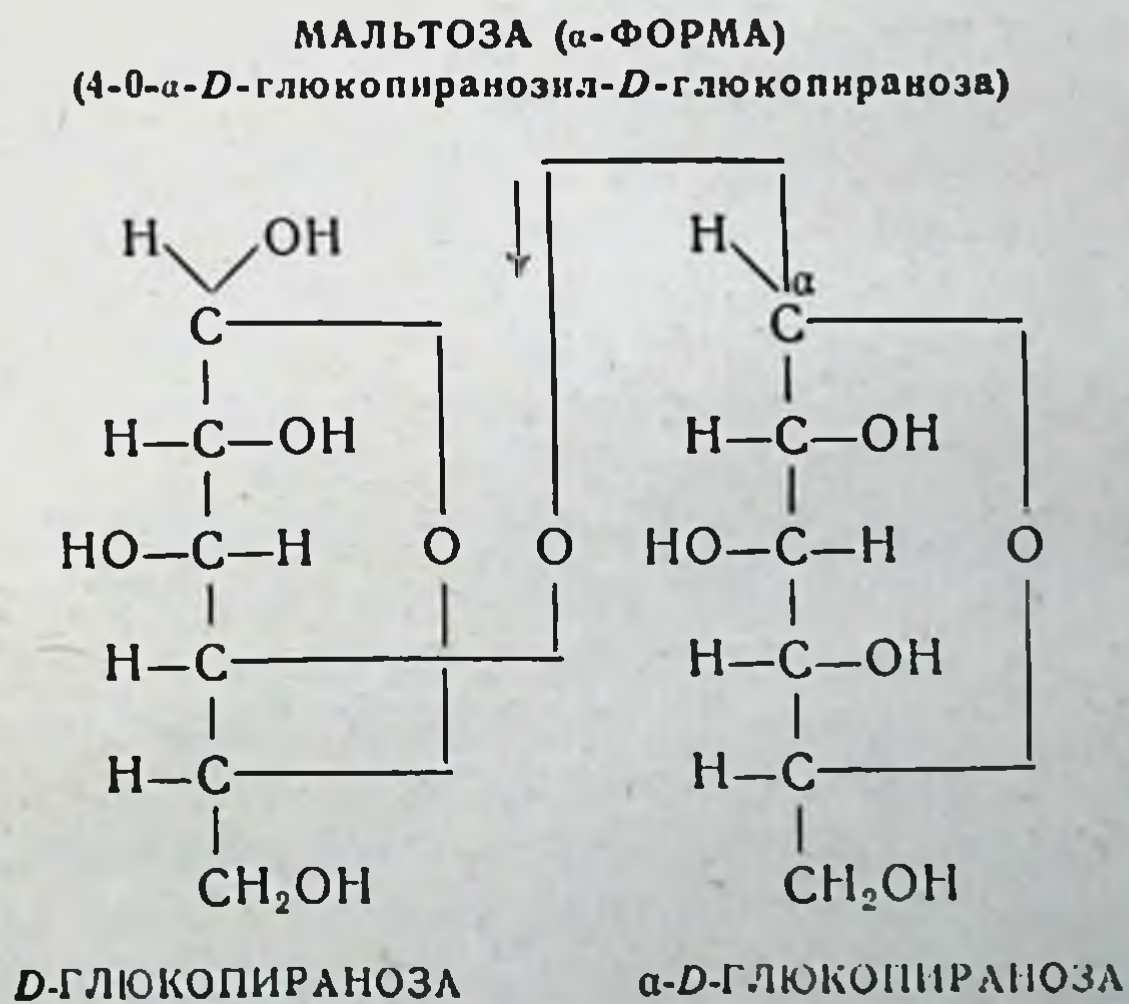 МАЛЬТОЗА (α-ФОРМА)
(4-0-α-D-глюкопиранозил-D-глюкопираноза)
H OH H α
C C
H—C—OH H—C—OH
HO—C—H O O HO—C—H O
H—C H—C—OH
H—C H—C
CH₂OH CH₂OH
D-ГЛЮКОПИРАНОЗА α-D-ГЛЮКОПИРАНОЗА